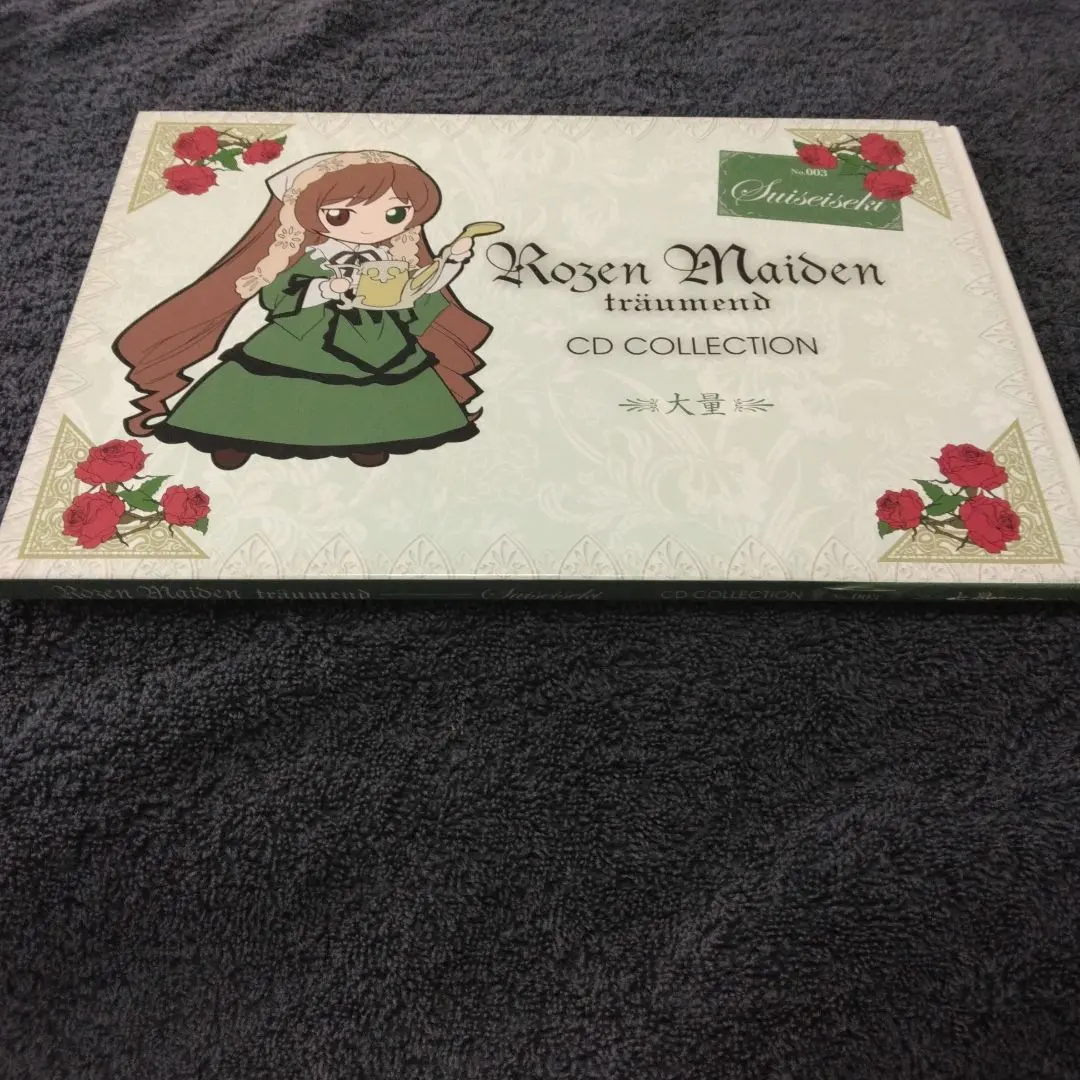 No.003
Suiseiseki
Rozen Maiden
träumend
CD COLLECTION
大量
Rozen Maiden träumend Suiseiseki CD COLLECTION